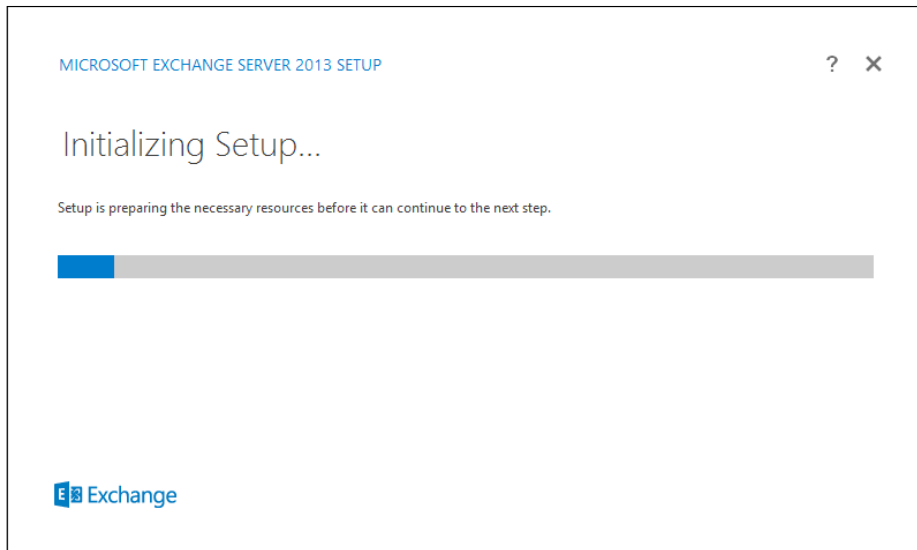 MICROSOFT EXCHANGE SERVER 2013 SETUP
?
Initializing Setup...
Setup is preparing the necessary resources before it can continue to the next step.
E Exchange